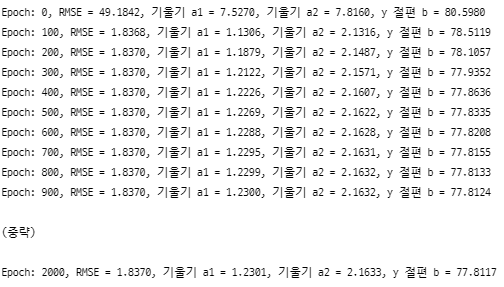 Epoch: 0, RMSE = 49.1842, 기울기 a1 = 7.5270, 기울기 a2 = 7.8160, y 절편 b = 80.5980
Epoch: 100, RMSE = 1.8368, 기울기 a1 = 1.1306, 기울기 a2 = 2.1316, y 절편 b = 78.5119
Epoch: 200, RMSE = 1.8370, 기울기 a1 = 1.1879, 기울기 a2 = 2.1487, y 절편 b = 78.1057
Epoch: 300, RMSE = 1.8370, 기울기 a1 = 1.2122, 기울기 a2 = 2.1571, y 절편 b = 77.9352
Epoch: 400, RMSE = 1.8370, 기울기 a1 = 1.2226, 기울기 a2 = 2.1607, y 절편 b = 77.8636
Epoch: 500, RMSE = 1.8370, 기울기 a1 = 1.2269, 기울기 a2 = 2.1622, y 절편 b = 77.8335
Epoch: 600, RMSE = 1.8370, 기울기 a1 = 1.2288, 기울기 a2 = 2.1628, y 절편 b = 77.8208
Epoch: 700, RMSE = 1.8370, 기울기 a1 = 1.2295, 기울기 a2 = 2.1631, y 절편 b = 77.8155
Epoch: 800, RMSE = 1.8370, 기울기 a1 = 1.2299, 기울기 a2 = 2.1632, y 절편 b = 77.8133
Epoch: 900, RMSE = 1.8370, 기울기 a1 = 1.2300, 기울기 a2 = 2.1632, y 절편 b = 77.8124
(중략)
Epoch: 2000, RMSE = 1.8370, 기울기 a1 = 1.2301, 기울기 a2 = 2.1633, y 절편 b = 77.8117